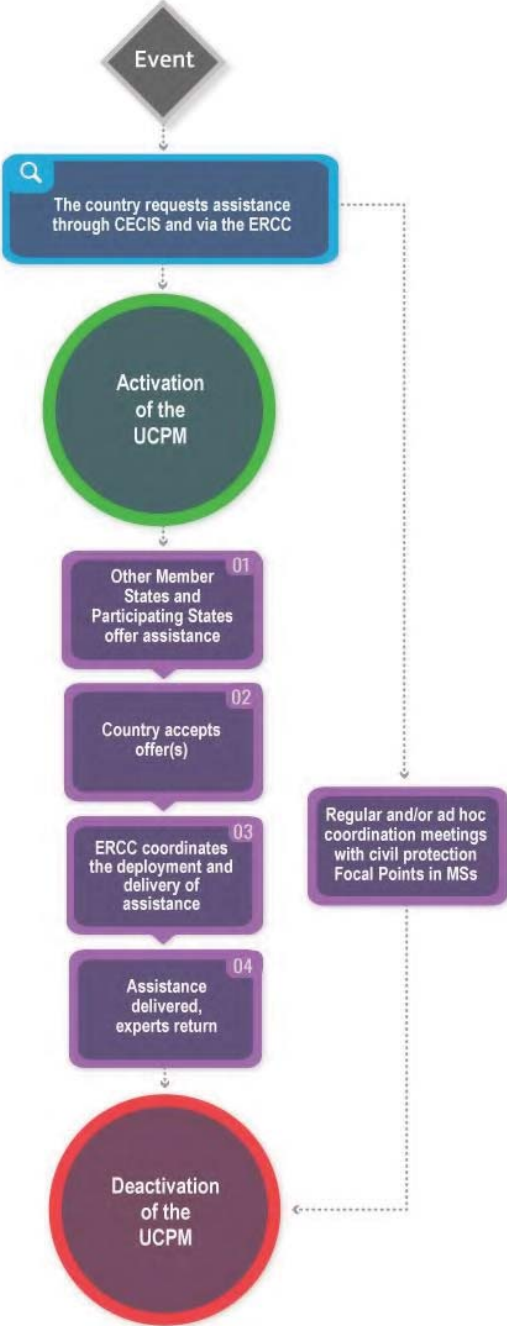 Event
The country requests assistance
through CECIS and via the ERCC
Activation
of the
UCPM
01
Other Member
States and
Participating States
offer assistance
02
Country accepts
offer(s)
03
ERCC coordinates
the deployment and
delivery of
assistance
04
Assistance
delivered,
experts return
Regular and/or ad hoc
coordination meetings
with civil protection
Focal Points in MSs
Deactivation
of the
UCPM